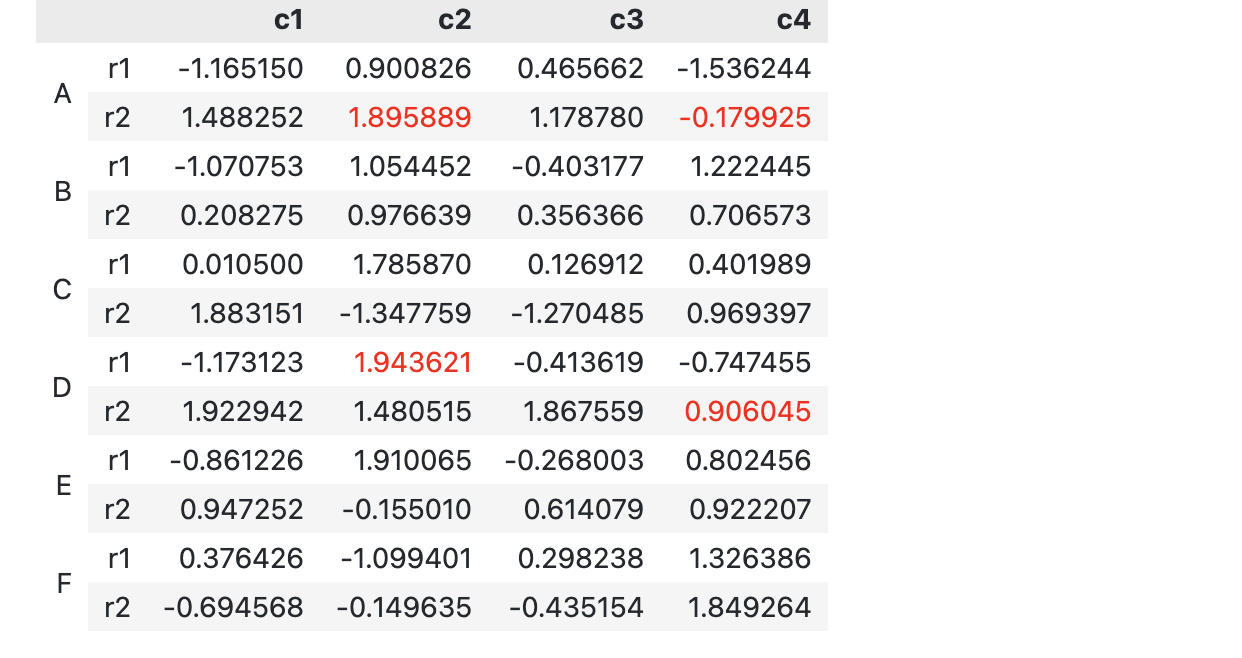 c1 c2 c3 c4
A r1 -1.165150 0.900826 0.465662 -1.536244
r2 1.488252 1.895889 1.178780 -0.179925
B r1 -1.070753 1.054452 -0.403177 1.222445
r2 0.208275 0.976639 0.356366 0.706573
C r1 0.010500 1.785870 0.126912 0.401989
r2 1.883151 -1.347759 -1.270485 0.969397
D r1 -1.173123 1.943621 -0.413619 -0.747455
r2 1.922942 1.480515 1.867559 0.906045
E r1 -0.861226 1.910065 -0.268003 0.802456
r2 0.947252 -0.155010 0.614079 0.922207
F r1 0.376426 -1.099401 0.298238 1.326386
r2 -0.694568 -0.149635 -0.435154 1.849264